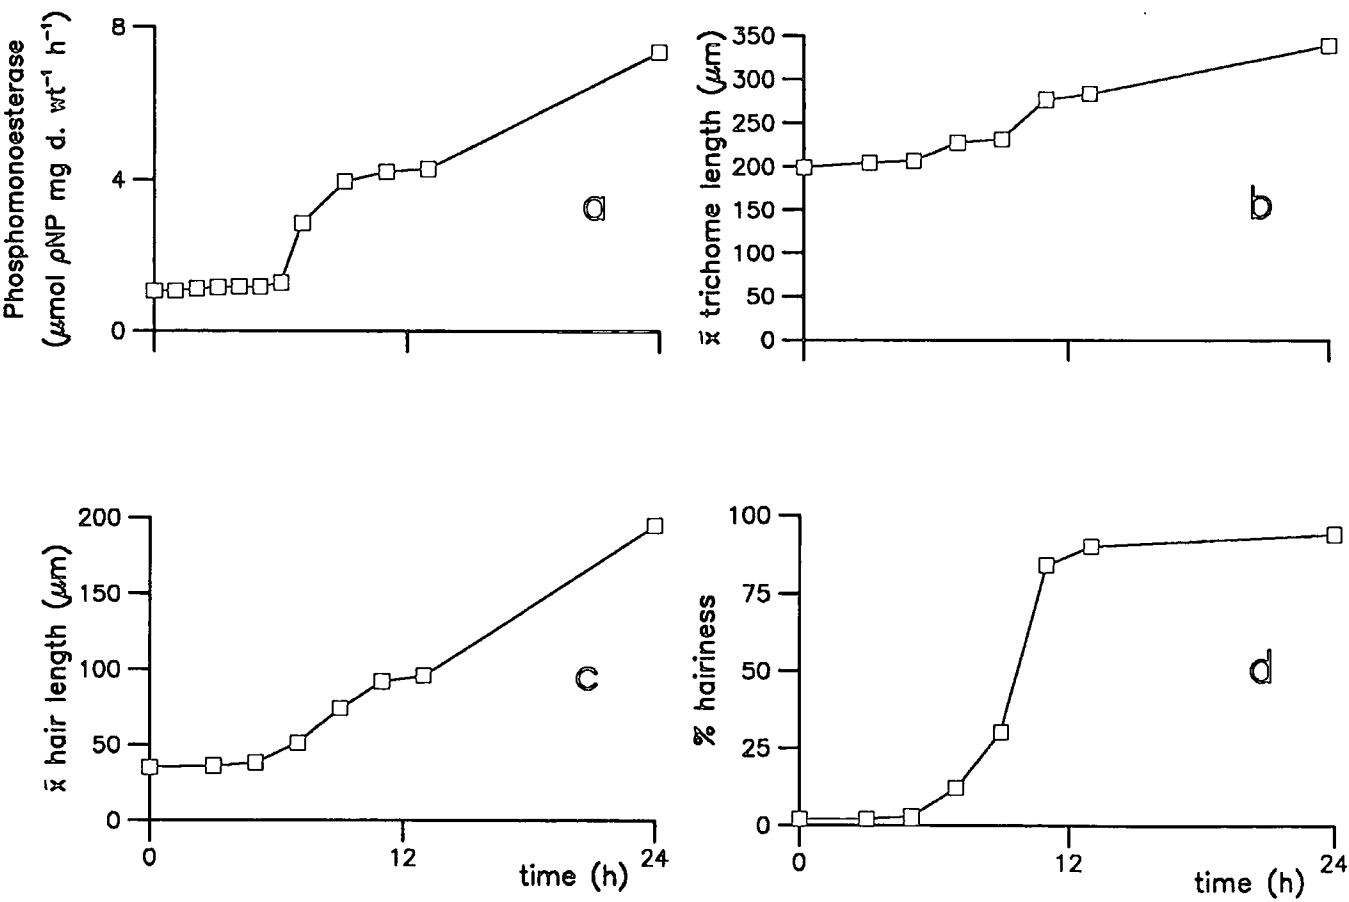 Phosphomonoesterase
(μmol ρNP mg d. wt⁻¹ h⁻¹)
8
4
0
a
x̄ trichome length (μm)
350
300
250
200
150
100
50
0
b
x̄ hair length (μm)
200
150
100
50
0
c
0
12
24
time (h)
% hairiness
100
75
50
25
0
d
0
12
24
time (h)